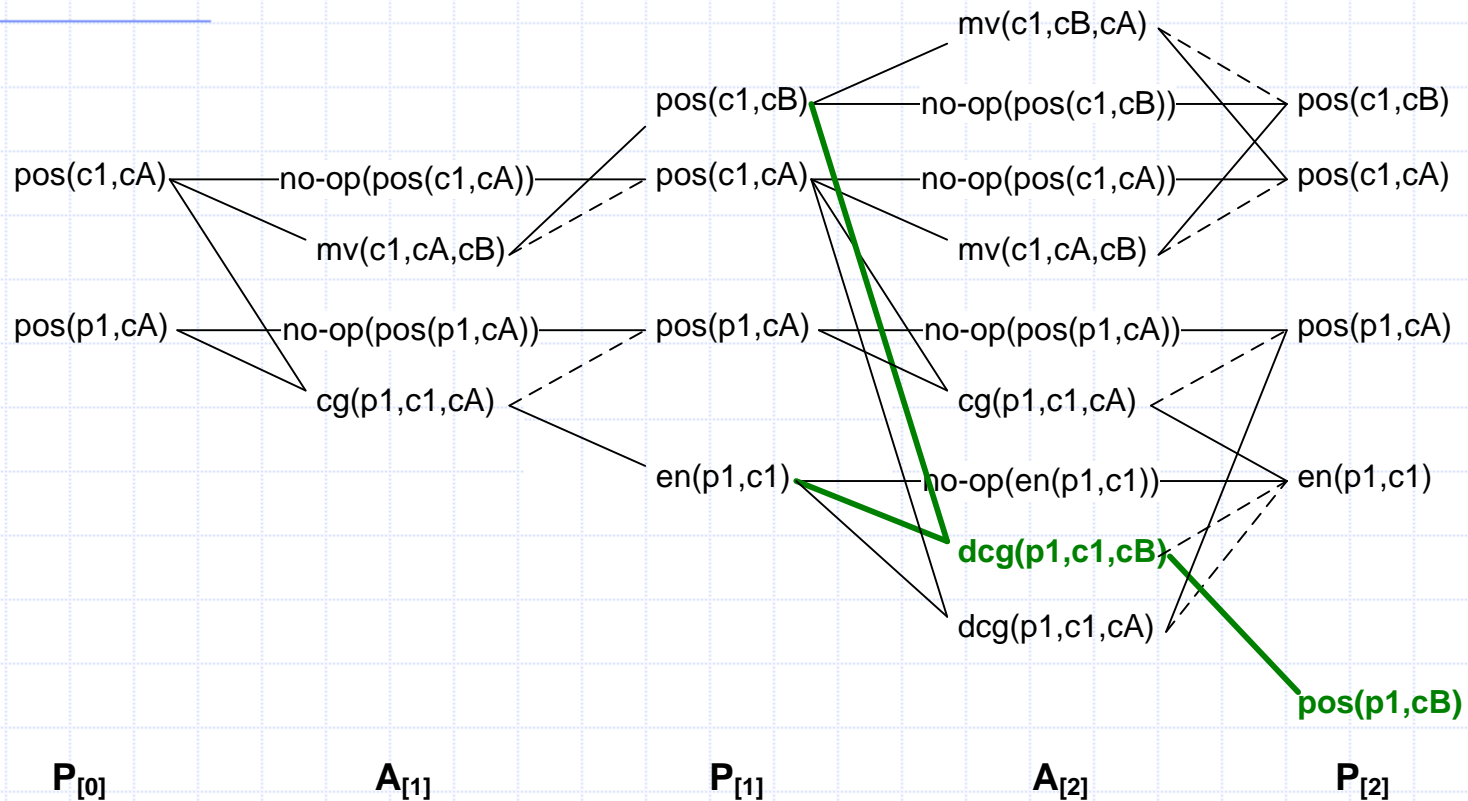 mv(c1,cB,cA)
pos(c1,cB) no-op(pos(c1,cB)) pos(c1,cB)
pos(c1,cA) no-op(pos(c1,cA)) pos(c1,cA) no-op(pos(c1,cA)) pos(c1,cA)
mv(c1,cA,cB) mv(c1,cA,cB)
pos(p1,cA) no-op(pos(p1,cA)) pos(p1,cA) no-op(pos(p1,cA)) pos(p1,cA)
cg(p1,c1,cA) cg(p1,c1,cA)
en(p1,c1) no-op(en(p1,c1)) en(p1,c1)
dcg(p1,c1,cB)
dcg(p1,c1,cA)
pos(p1,cB)
P[0] A[1] P[1] A[2] P[2]